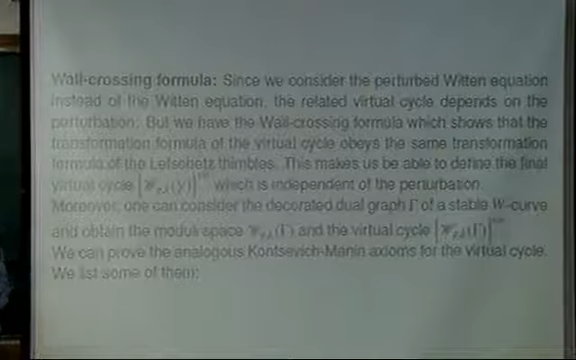 Wall-crossing formula: Since we consider the perturbed Witten equation
instead of the Witten equation, the related virtual cycle depends on the
perturbation. But we have the Wall-crossing formula which shows that the
transformation formula of the virtual cycle obeys the same transformation
formula of the Lefschetz thimbles. This makes us be able to define the final
virtual cycle which is independent of the perturbation.
Moreover, one can consider the decorated dual graph Γ of a stable W-curve
and obtain the moduli space and the virtual cycle
We can prove the analogous Kontsevich-Manin axioms for the virtual cycle.
We list some of them: